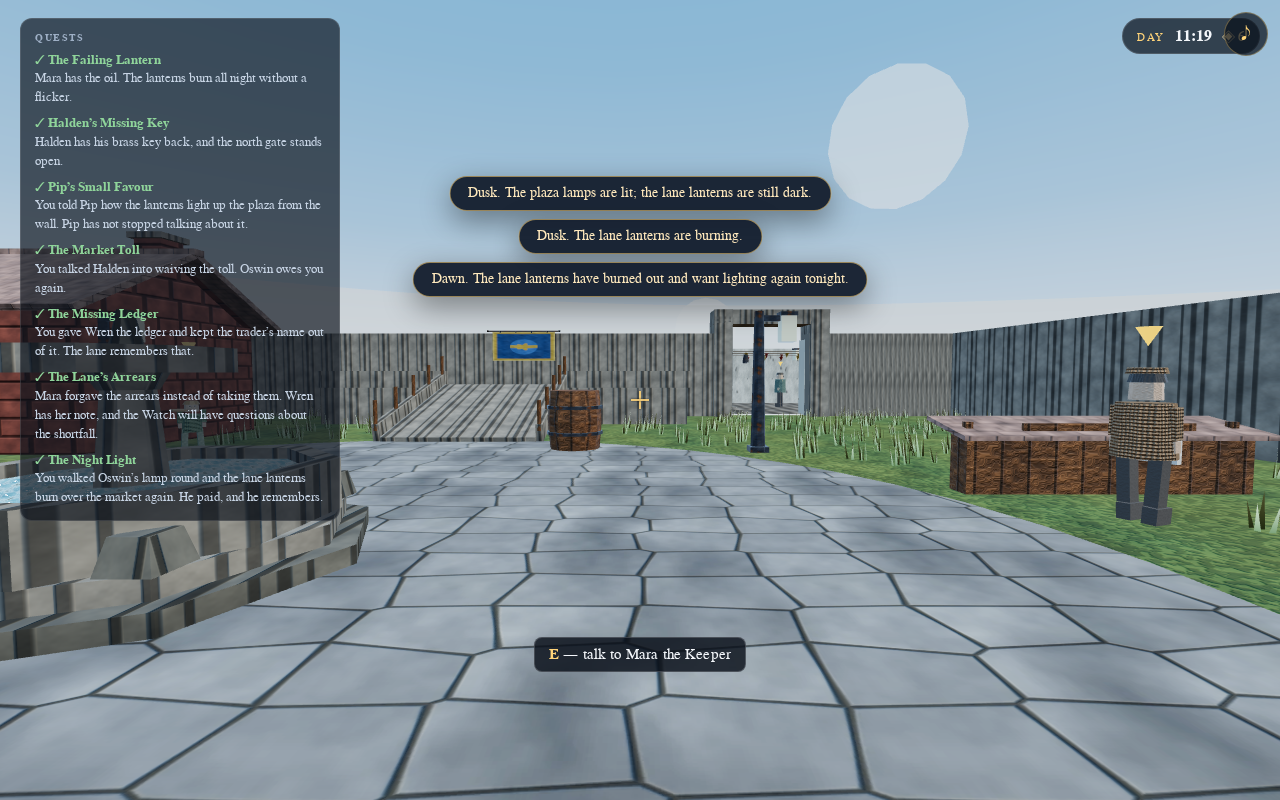 QUESTS
✓ The Failing Lantern
Mara has the oil. The lanterns burn all night without a
flicker.
✓ Halden's Missing Key
Halden has his brass key back, and the north gate stands
open.
✓ Pip's Small Favour
You told Pip how the lanterns light up the plaza from the
wall. Pip has not stopped talking about it.
✓ The Market Toll
You talked Halden into waiving the toll. Oswin owes you
again.
✓ The Missing Ledger
You gave Wren the ledger and kept the trader's name out
of it. The lane remembers that.
✓ The Lane's Arrears
Mara forgave the arrears instead of taking them. Wren
has her note, and the Watch will have questions about
the shortfall.
✓ The Night Light
You walked Oswin's lamp round and the lane lanterns
burn over the market again. He paid, and he remembers.
DAY 11:19
Dusk. The plaza lamps are lit; the lane lanterns are still dark.
Dusk. The lane lanterns are burning.
Dawn. The lane lanterns have burned out and want lighting again tonight.
E — talk to Mara the Keeper